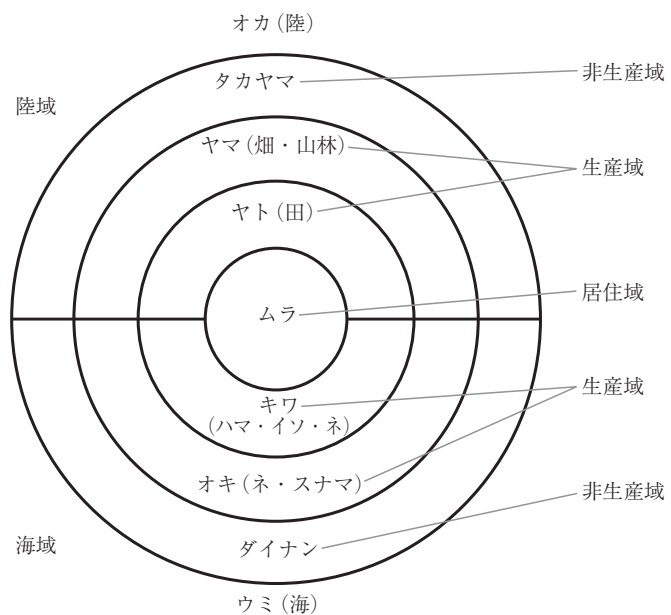 オカ（陸）
タカヤマ
非生産域
陸域
ヤマ（畑・山林）
生産域
ヤト（田）
居住域
ムラ
キワ
（ハマ・イソ・ネ）
生産域
オキ（ネ・スナマ）
非生産域
海域
ダイナン
ウミ（海）